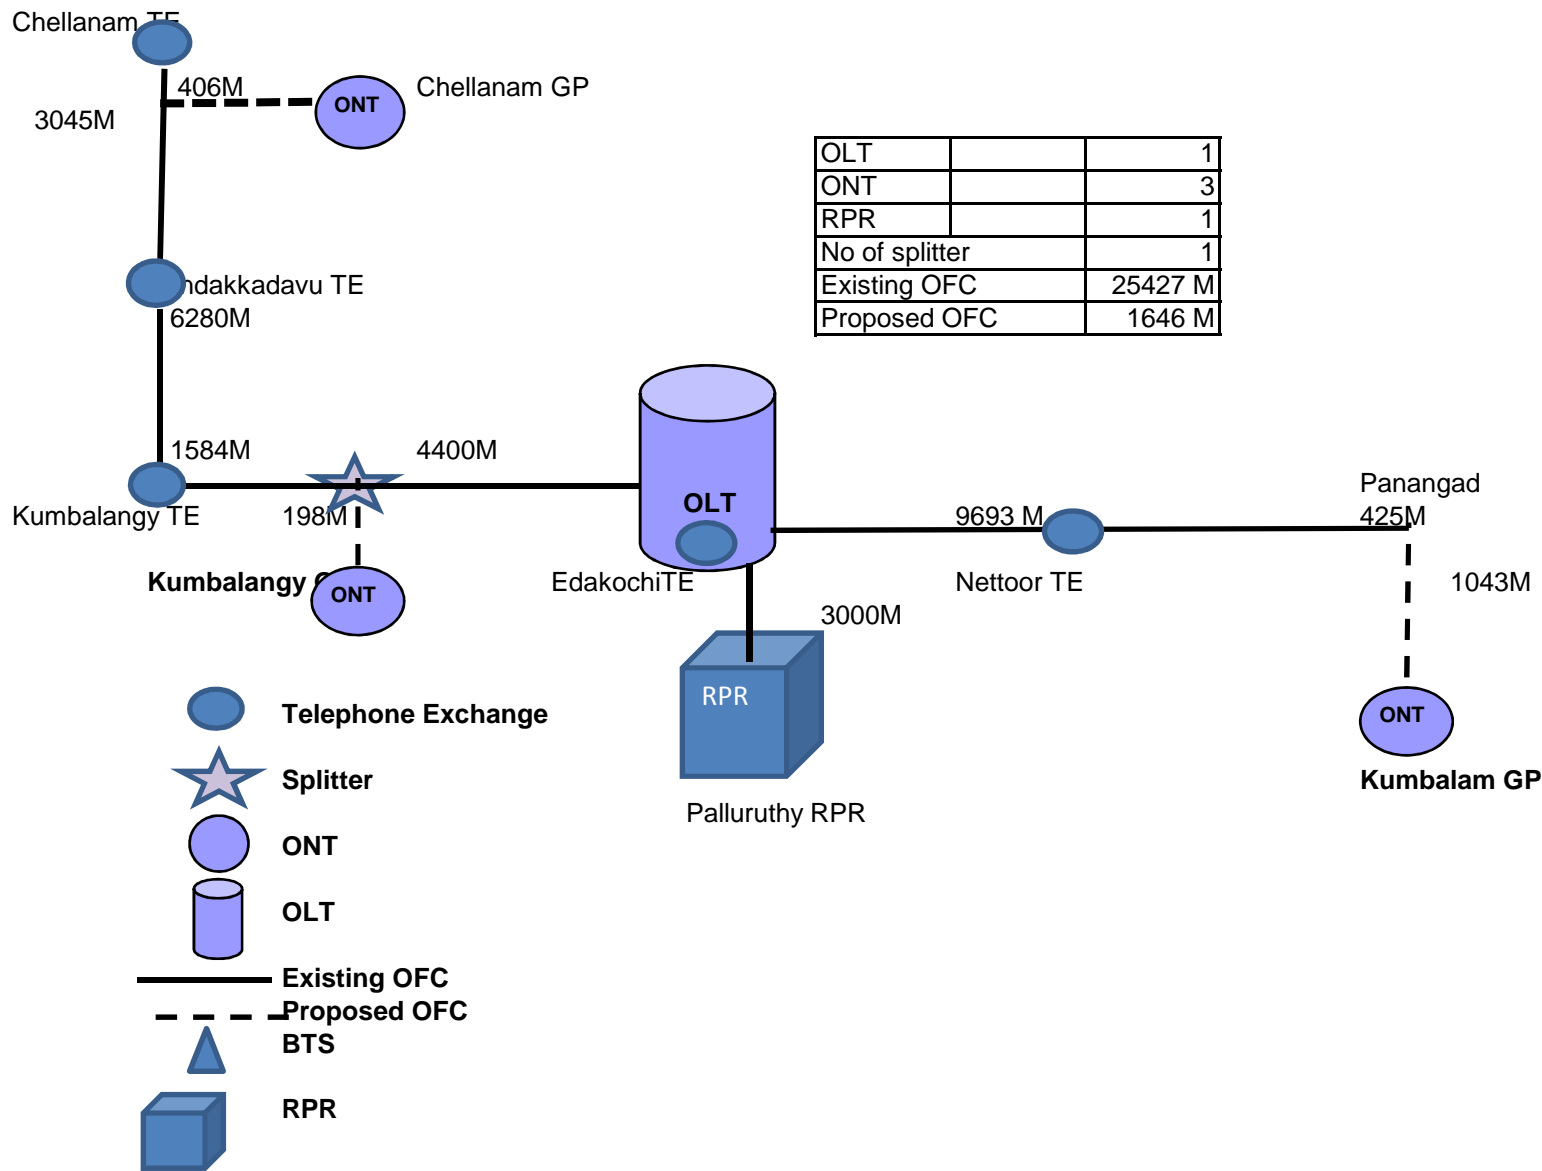 Chellanam TE
406M
ONT
Chellanam GP
3045M
OLT 1
ONT 3
RPR 1
No of splitter 1
Existing OFC 25427 M
Proposed OFC 1646 M
ndakkadavu TE
6280M
1584M
4400M
OLT
Kumbalangy TE
198M
9693 M
Panangad
425M
Kumbalangy
ONT
EdakochiTE
Nettoor TE
1043M
3000M
RPR
ONT
Kumbalam GP
Palluruthy RPR
Telephone Exchange
Splitter
ONT
OLT
Existing OFC
Proposed OFC
BTS
RPR